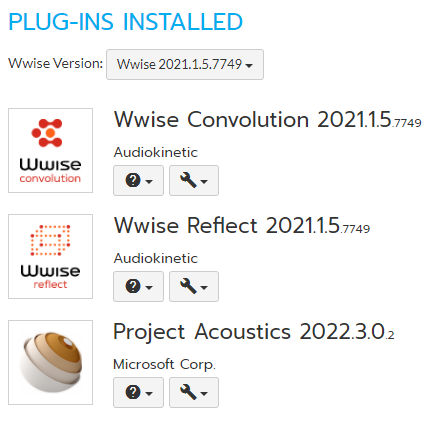 PLUG-INS INSTALLED
Wwise Version: Wwise 2021.1.5.7749
Wwise Convolution 2021.1.5.7749
Audiokinetic
Wwise
convolution
Wwise Reflect 2021.1.5.7749
Audiokinetic
Wwise
reflect
Project Acoustics 2022.3.0.2
Microsoft Corp.